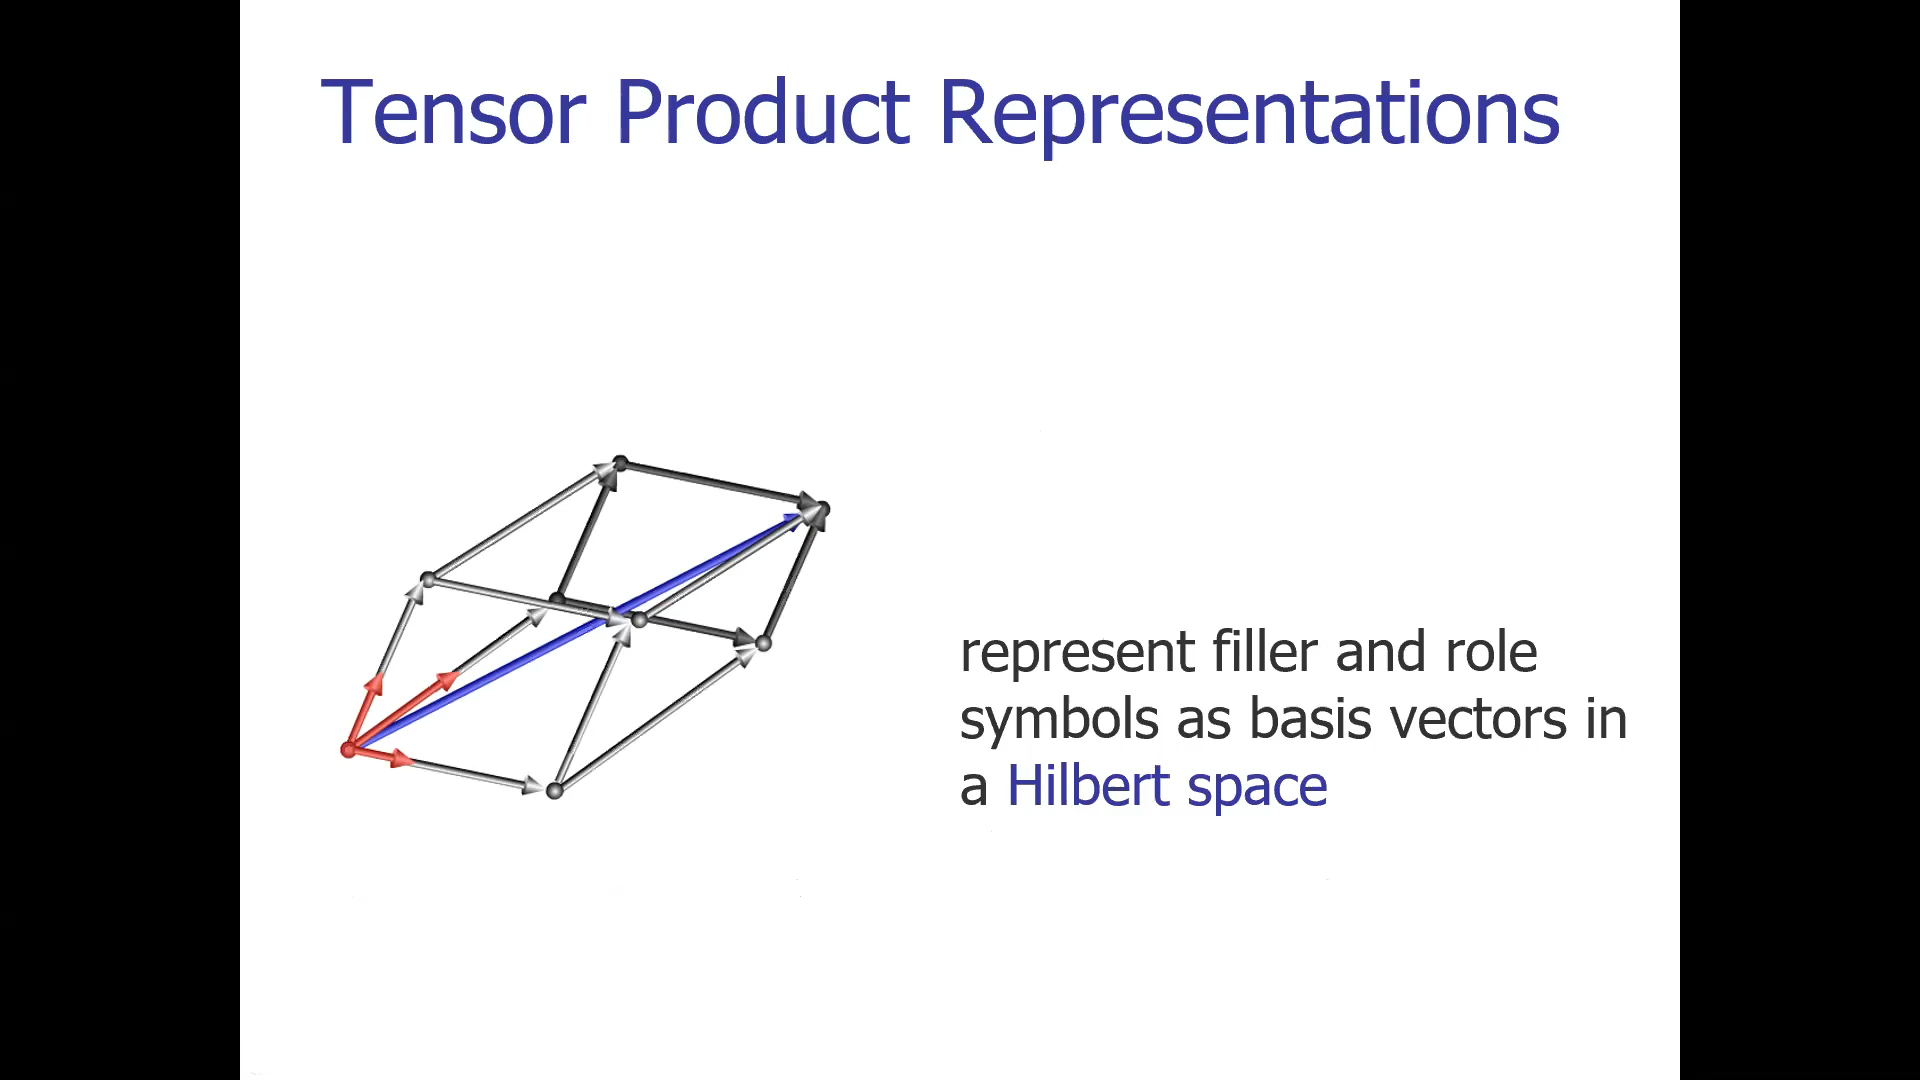 Tensor Product Representations
represent filler and role
symbols as basis vectors in
a Hilbert space